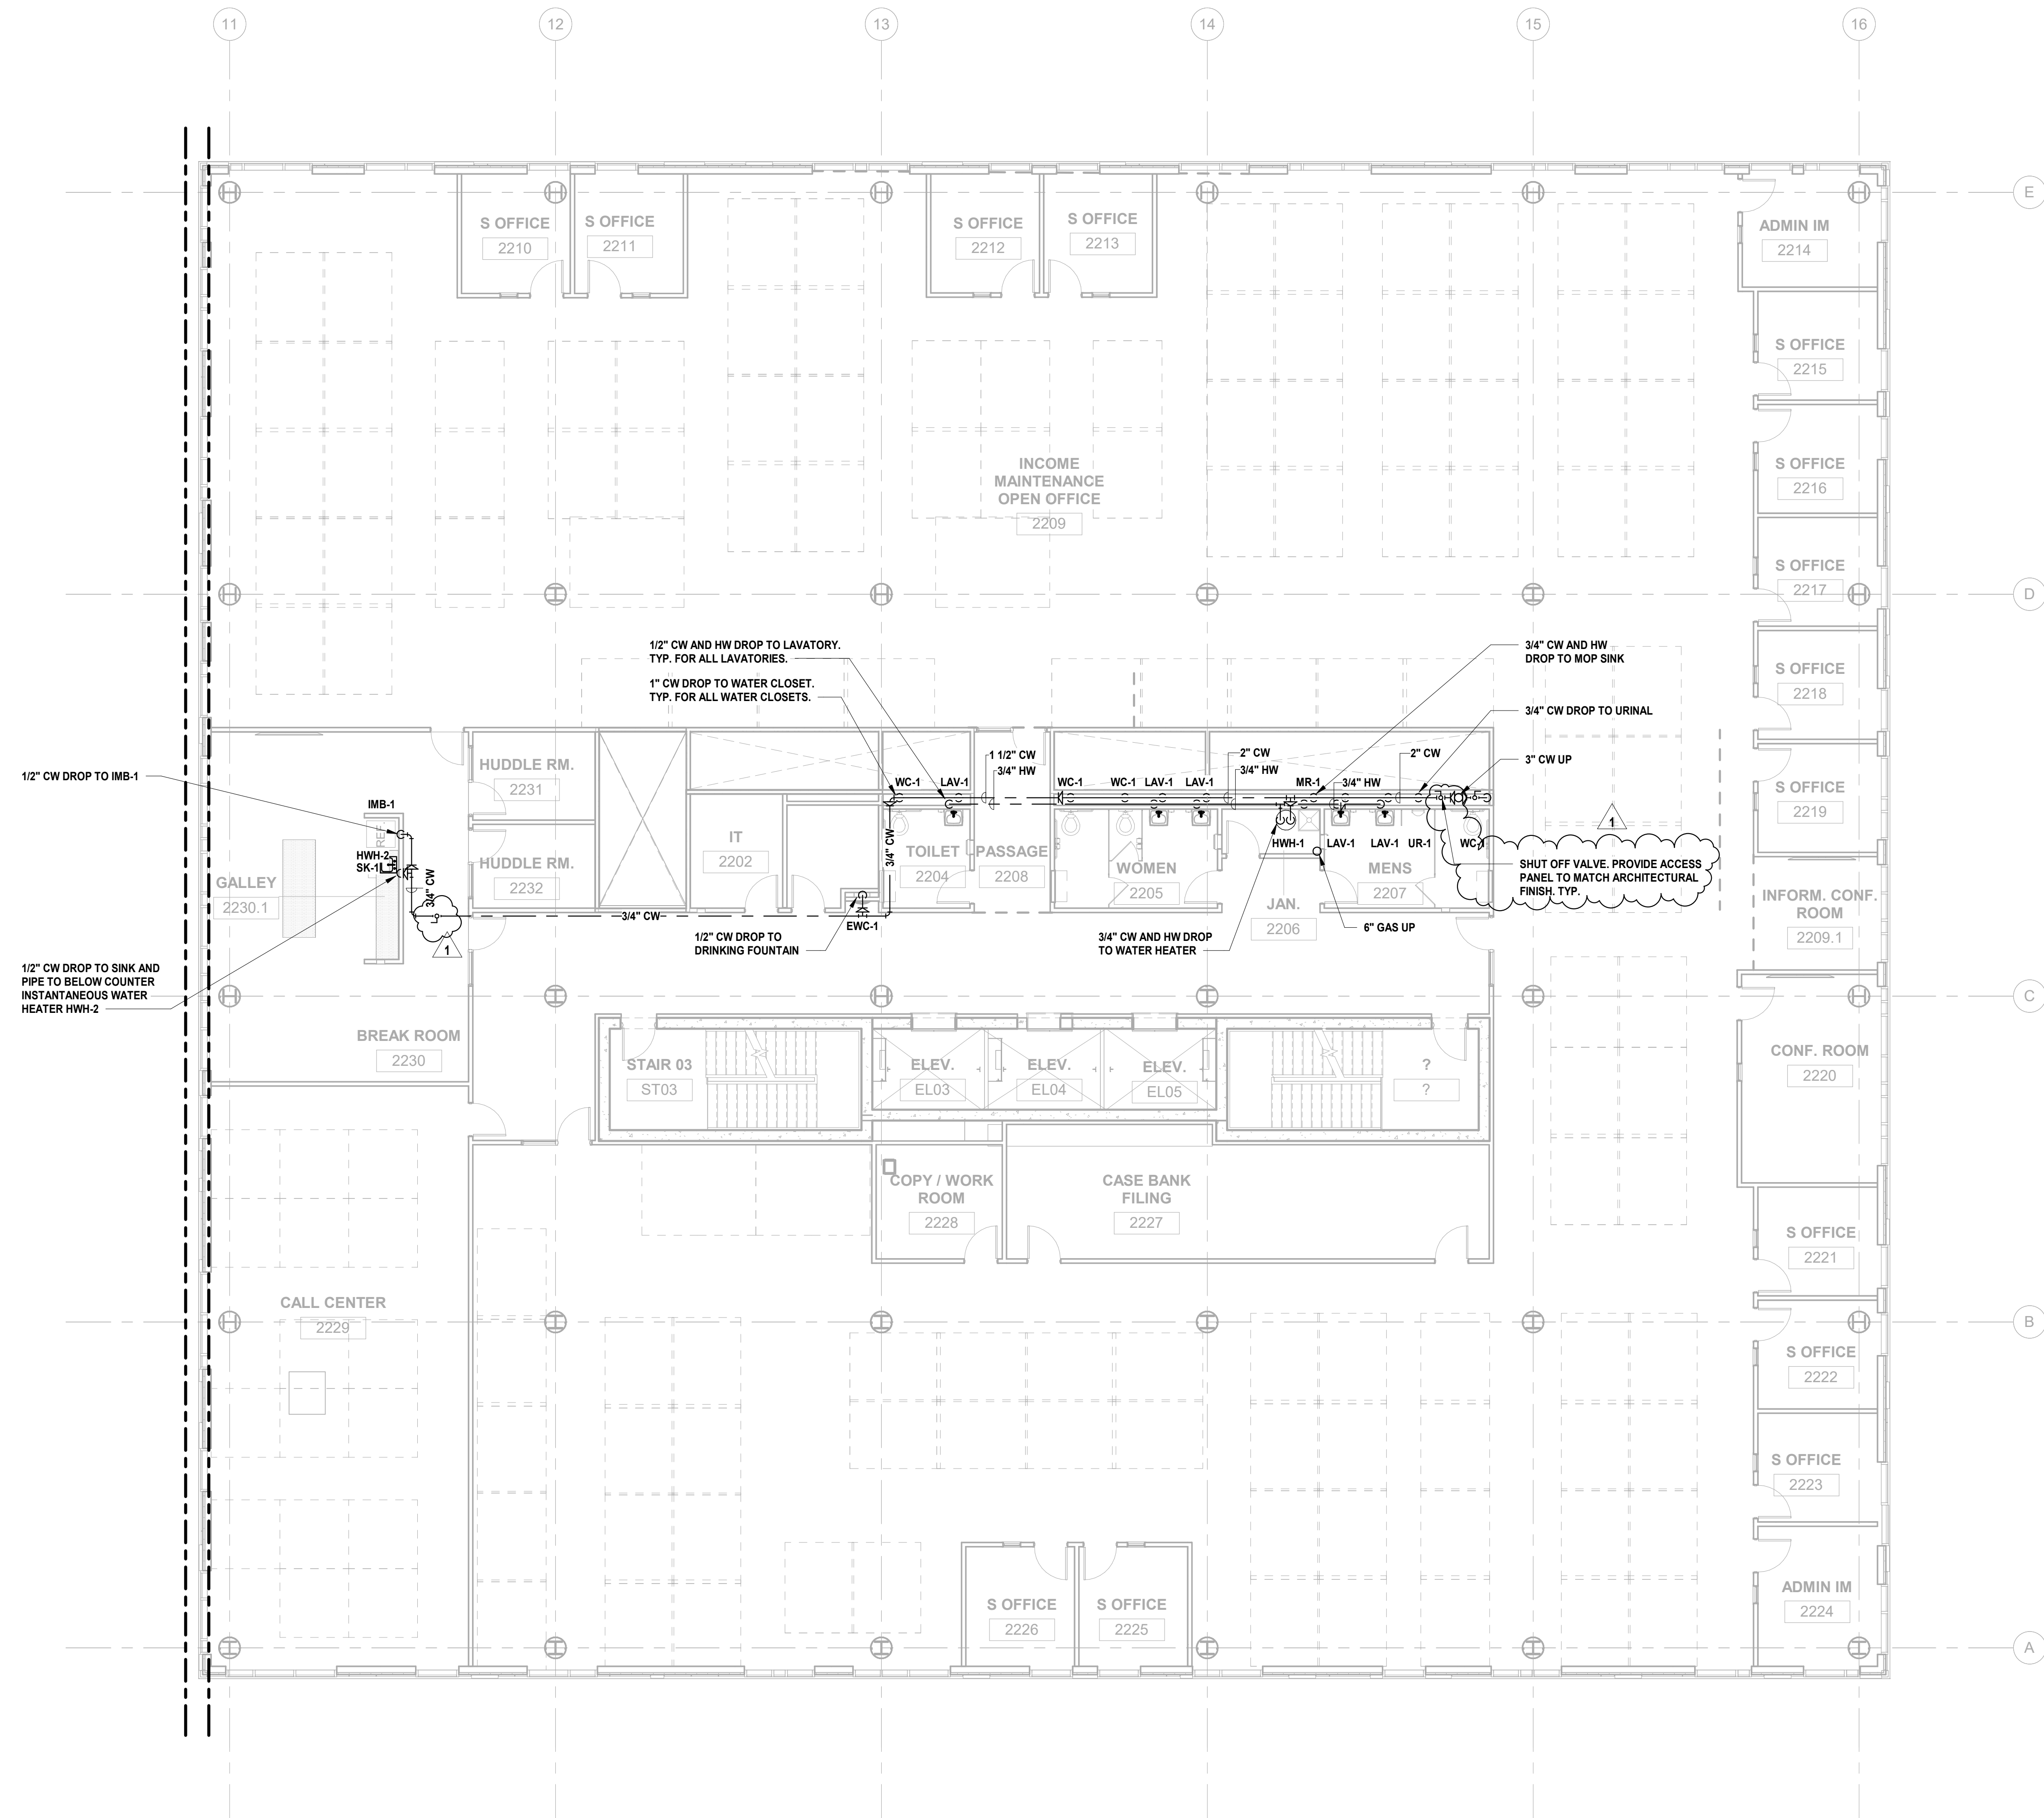 11
12
13
14
15
16
E
S OFFICE
2210
S OFFICE
2211
S OFFICE
2212
S OFFICE
2213
ADMIN IM
2214
S OFFICE
2215
S OFFICE
2216
INCOME
MAINTENANCE
OPEN OFFICE
2209
S OFFICE
2217
D
S OFFICE
2218
S OFFICE
2219
1/2" CW AND HW DROP TO LAVATORY.
TYP. FOR ALL LAVATORIES.
1" CW DROP TO WATER CLOSET.
TYP. FOR ALL WATER CLOSETS.
3/4" CW AND HW
DROP TO MOP SINK
3/4" CW DROP TO URINAL
3" CW UP
1/2" CW DROP TO IMB-1
HUDDLE RM.
2231
HUDDLE RM.
2232
IMB-1
REF.
HWH-2
SK-1
3/4" CW
GALLEY
2230.1
1
3/4" CW
IT
2202
WC-1
LAV-1
1 1/2" CW
3/4" HW
3/4" CW
TOILET
2204
PASSAGE
2208
WC-1
WC-1
LAV-1
LAV-1
2" CW
3/4" HW
MR-1
3/4" HW
2" CW
WOMEN
2205
HWH-1
LAV-1
LAV-1
UR-1
WC-1
MENS
2207
JAN.
2206
1
SHUT OFF VALVE. PROVIDE ACCESS
PANEL TO MATCH ARCHITECTURAL
FINISH. TYP.
INFORM. CONF.
ROOM
2209.1
EWC-1
1/2" CW DROP TO
DRINKING FOUNTAIN
3/4" CW AND HW DROP
TO WATER HEATER
6" GAS UP
1/2" CW DROP TO SINK AND
PIPE TO BELOW COUNTER
INSTANTANEOUS WATER
HEATER HWH-2
C
BREAK ROOM
2230
STAIR 03
ST03
ELEV.
EL03
ELEV.
EL04
ELEV.
EL05
?
?
CONF. ROOM
2220
COPY / WORK
ROOM
2228
CASE BANK
FILING
2227
S OFFICE
2221
CALL CENTER
2229
B
S OFFICE
2222
S OFFICE
2223
S OFFICE
2226
S OFFICE
2225
ADMIN IM
2224
A